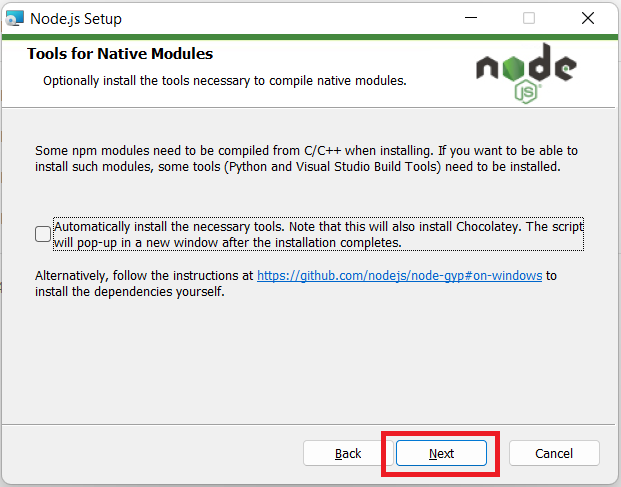 Node.js Setup
Tools for Native Modules
Optionally install the tools necessary to compile native modules.
node
JS
Some npm modules need to be compiled from C/C++ when installing. If you want to be able to
install such modules, some tools (Python and Visual Studio Build Tools) need to be installed.
Automatically install the necessary tools. Note that this will also install Chocolatey. The script
will pop-up in a new window after the installation completes.
Alternatively, follow the instructions at https://github.com/nodejs/node-gyp#on-windows to
install the dependencies yourself.
Back
Next
Cancel